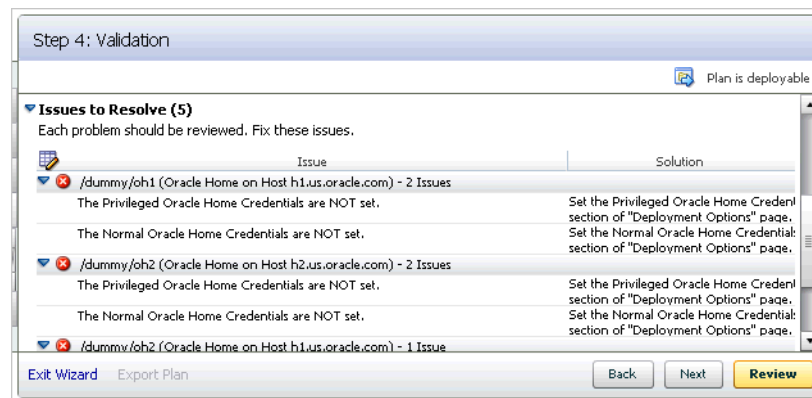 Step 4: Validation
Plan is deployable
Issues to Resolve (5)
Each problem should be reviewed. Fix these issues.
Issue Solution
/dummy/oh1 (Oracle Home on Host h1.us.oracle.com) - 2 Issues
The Privileged Oracle Home Credentials are NOT set. Set the Privileged Oracle Home
section of "Deployment Options" page.
The Normal Oracle Home Credentials are NOT set. Set the Normal Oracle Home Credentials
section of "Deployment Options" page.
/dummy/oh2 (Oracle Home on Host h2.us.oracle.com) - 2 Issues
The Privileged Oracle Home Credentials are NOT set. Set the Privileged Oracle Home
section of "Deployment Options" page.
The Normal Oracle Home Credentials are NOT set. Set the Normal Oracle Home Credentials
section of "Deployment Options" page.
/dummy/oh2 (Oracle Home on Host h1.us.oracle.com) - 1 Issue
Exit Wizard Export Plan Back Next Review